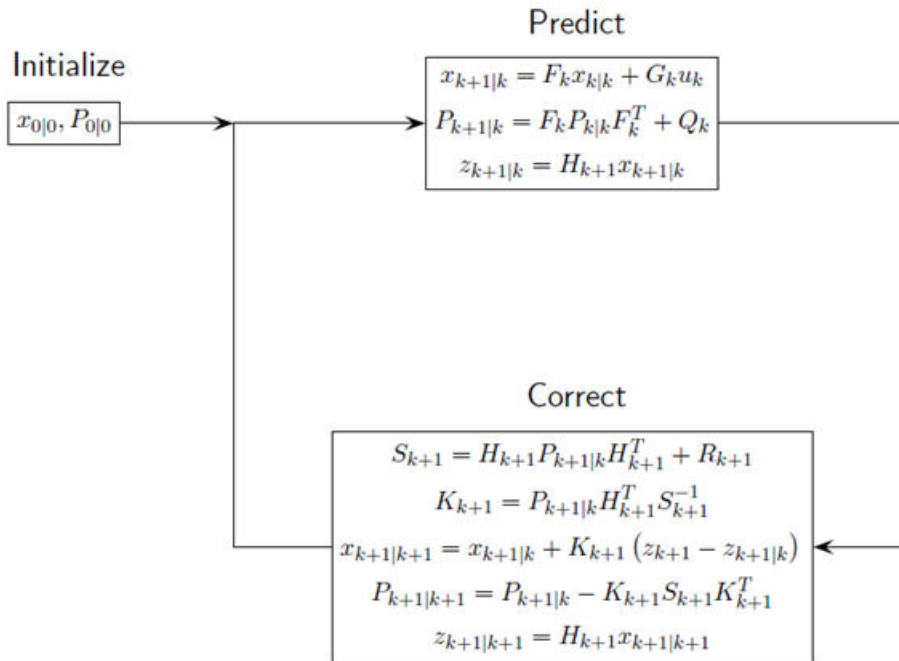 Predict
Initialize
x_{0|0}, P_{0|0}
x_{k+1|k} = F_k x_{k|k} + G_k u_k
P_{k+1|k} = F_k P_{k|k} F_k^T + Q_k
z_{k+1|k} = H_{k+1} x_{k+1|k}
Correct
S_{k+1} = H_{k+1} P_{k+1|k} H_{k+1}^T + R_{k+1}
K_{k+1} = P_{k+1|k} H_{k+1}^T S_{k+1}^{-1}
x_{k+1|k+1} = x_{k+1|k} + K_{k+1} (z_{k+1} − z_{k+1|k})
P_{k+1|k+1} = P_{k+1|k} − K_{k+1} S_{k+1} K_{k+1}^T
z_{k+1|k+1} = H_{k+1} x_{k+1|k+1}